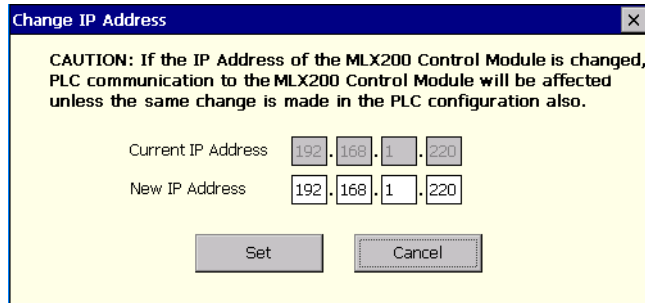 Change IP Address
CAUTION: If the IP Address of the MLX200 Control Module is changed,
PLC communication to the MLX200 Control Module will be affected
unless the same change is made in the PLC configuration also.
Current IP Address 192 . 168 . 1 . 220
New IP Address 192 . 168 . 1 . 220
Set Cancel